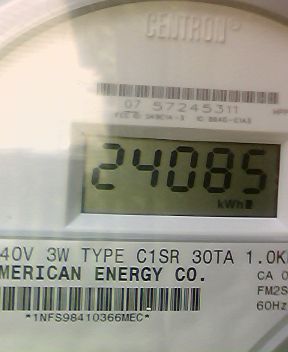 CENTRON®
07 57245311
24085
kWh
40V 3W TYPE C1SR 30TA 1.0K
MERICAN ENERGY CO.
CA 0
FM2S
60Hz
*1NFS98410366MEC*